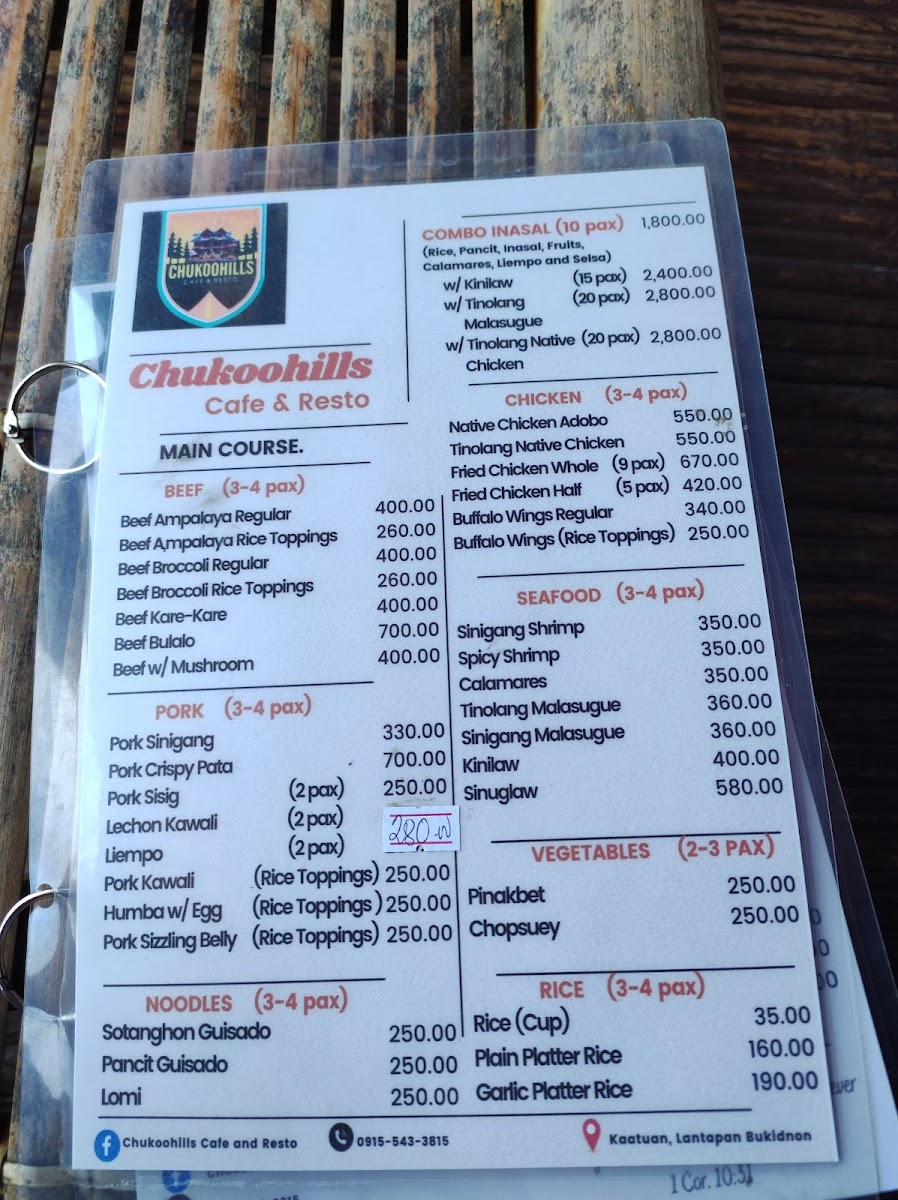 CHUKOOHILLS
CAFE & RESTO
Chukoohills
Cafe & Resto
MAIN COURSE.
BEEF (3-4 pax)
Beef Ampalaya Regular 400.00
Beef Ampalaya Rice Toppings 260.00
Beef Broccoli Regular 400.00
Beef Broccoli Rice Toppings 260.00
Beef Kare-Kare 400.00
Beef Bulalo 700.00
Beef w/ Mushroom 400.00
PORK (3-4 pax)
Pork Sinigang 330.00
Pork Crispy Pata 700.00
Pork Sisig (2 pax) 250.00
Lechon Kawali (2 pax) 280.00
Liempo (2 pax)
Pork Kawali (Rice Toppings) 250.00
Humba w/ Egg (Rice Toppings) 250.00
Pork Sizzling Belly (Rice Toppings) 250.00
NOODLES (3-4 pax)
Sotanghon Guisado 250.00
Pancit Guisado 250.00
Lomi 250.00
COMBO INASAL (10 pax) 1,800.00
(Rice, Pancit, Inasal, Fruits,
Calamares, Liempo and Selsa)
w/ Kinilaw (15 pax) 2,400.00
w/ Tinolang (20 pax) 2,800.00
Malasugue
w/ Tinolang Native (20 pax) 2,800.00
Chicken
CHICKEN (3-4 pax)
Native Chicken Adobo 550.00
Tinolang Native Chicken 550.00
Fried Chicken Whole (9 pax) 670.00
Fried Chicken Half (5 pax) 420.00
Buffalo Wings Regular 340.00
Buffalo Wings (Rice Toppings) 250.00
SEAFOOD (3-4 pax)
Sinigang Shrimp 350.00
Spicy Shrimp 350.00
Calamares 350.00
Tinolang Malasugue 360.00
Sinigang Malasugue 360.00
Kinilaw 400.00
Sinuglaw 580.00
VEGETABLES (2-3 PAX)
Pinakbet 250.00
Chopsuey 250.00
RICE (3-4 pax)
Rice (Cup) 35.00
Plain Platter Rice 160.00
Garlic Platter Rice 190.00
Chukoohills Cafe and Resto 0915-543-3815 Kaatuan, Lantapan Bukidnon
1 Cor. 10:31